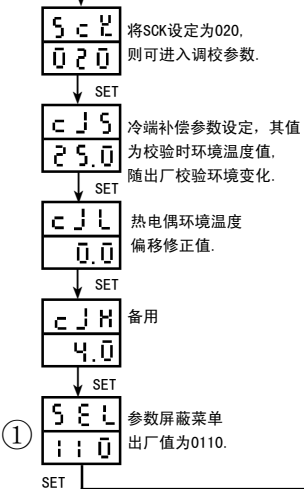 ScK
020
将SCK设定为020,
则可进入调校参数.
SET
cJS
25.0
冷端补偿参数设定，其值
为校验时环境温度值,
随出厂校验环境变化.
SET
cJL
0.0
热电偶环境温度
偏移修正值.
SET
cJH
4.0
备用
SET
①
SEL
110
参数屏蔽菜单
出厂值为0110.
SET